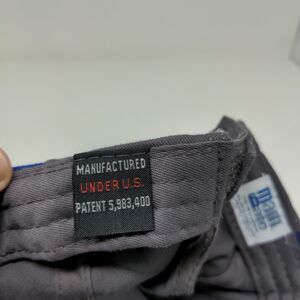 MANUFACTURED
UNDER U.S.
PATENT 5,983,400